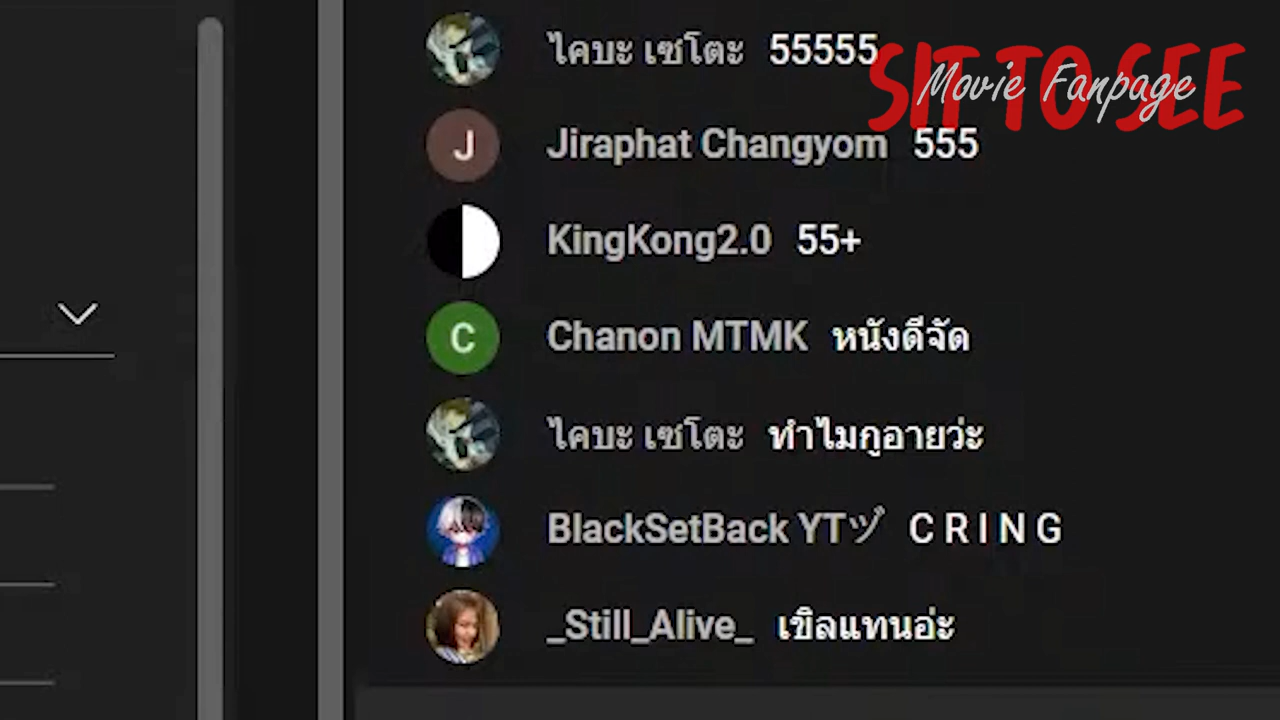 ไคบะ เซโตะ 55555
SIT TO SEE
Movie Fanpage
Jiraphat Changyom 555
J
KingKong2.0 55+
C
Chanon MTMK หนังดีจัด
ไคบะ เซโตะ ทำไมกูอายว่ะ
BlackSetBack YTヅ C R I N G
_Still_Alive_ เขิลแทนอ่ะ